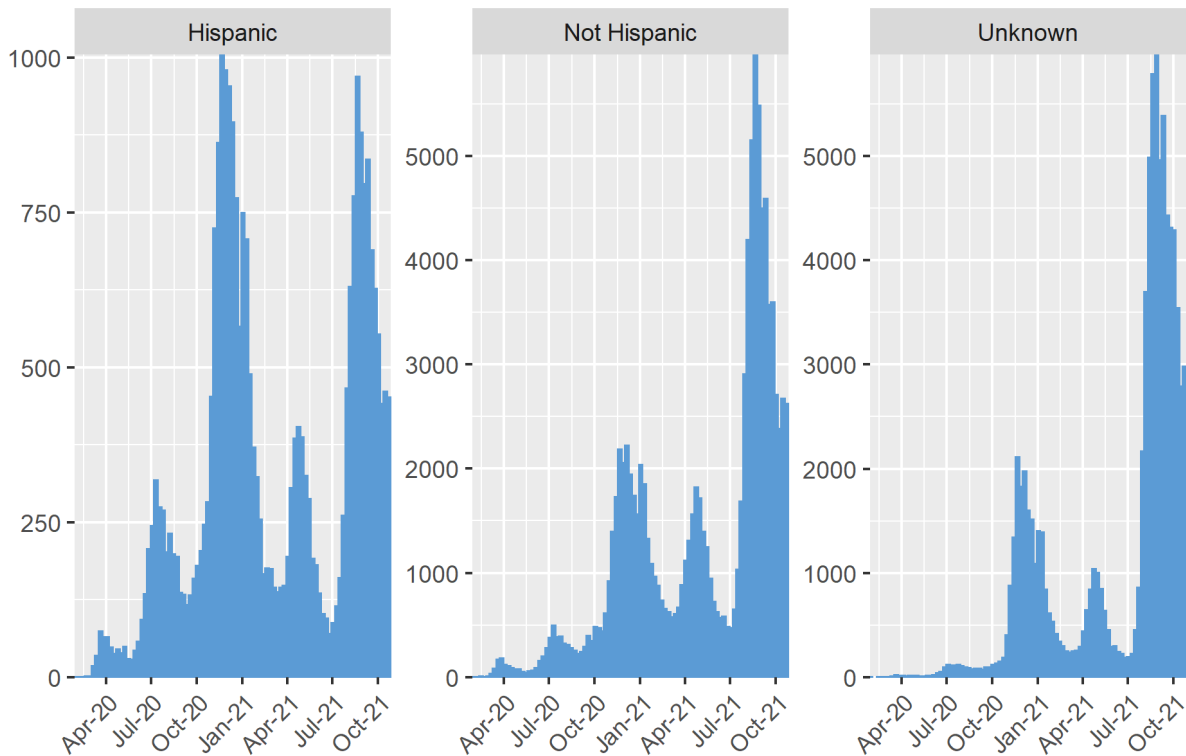 Hispanic
1000
750
500
250
0
Apr-20
Jul-20
Oct-20
Jan-21
Apr-21
Jul-21
Oct-21
Not Hispanic
5000
4000
3000
2000
1000
0
Apr-20
Jul-20
Oct-20
Jan-21
Apr-21
Jul-21
Oct-21
Unknown
5000
4000
3000
2000
1000
0
Apr-20
Jul-20
Oct-20
Jan-21
Apr-21
Jul-21
Oct-21